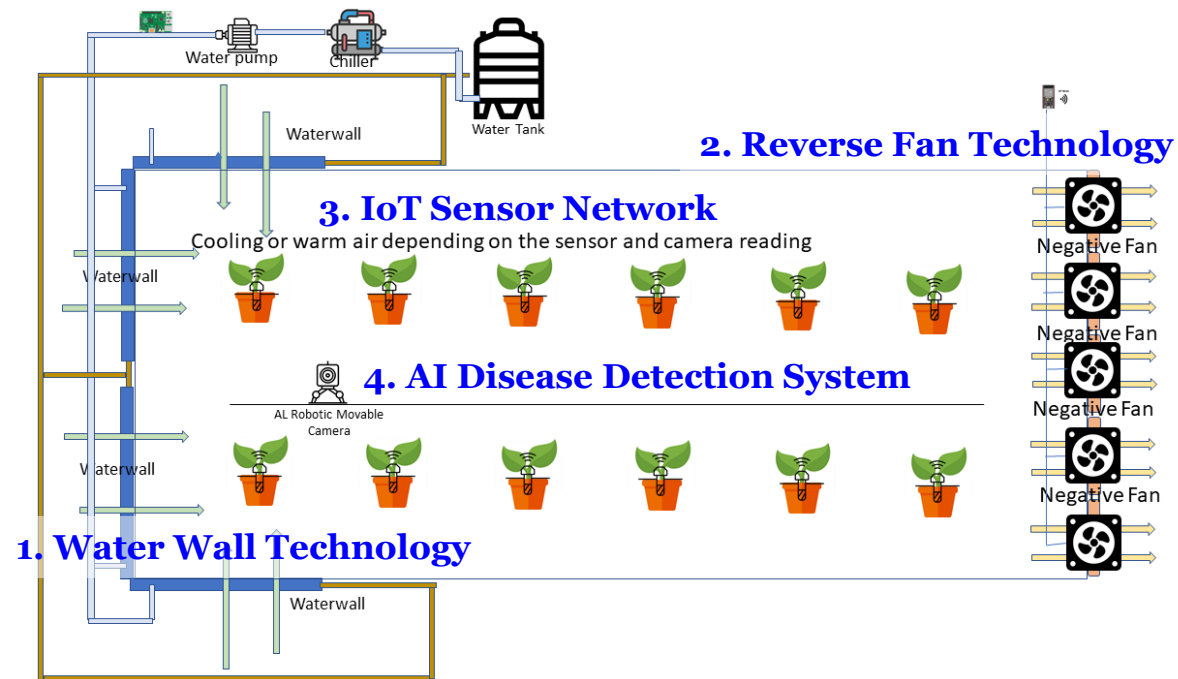 Water pump
Chiller
Water Tank
Waterwall
2. Reverse Fan Technology
3. IoT Sensor Network
Cooling or warm air depending on the sensor and camera reading
Negative Fan
Waterwall
Negative Fan
4. AI Disease Detection System
AL Robotic Movable
Camera
Negative Fan
Waterwall
Negative Fan
1. Water Wall Technology
Waterwall